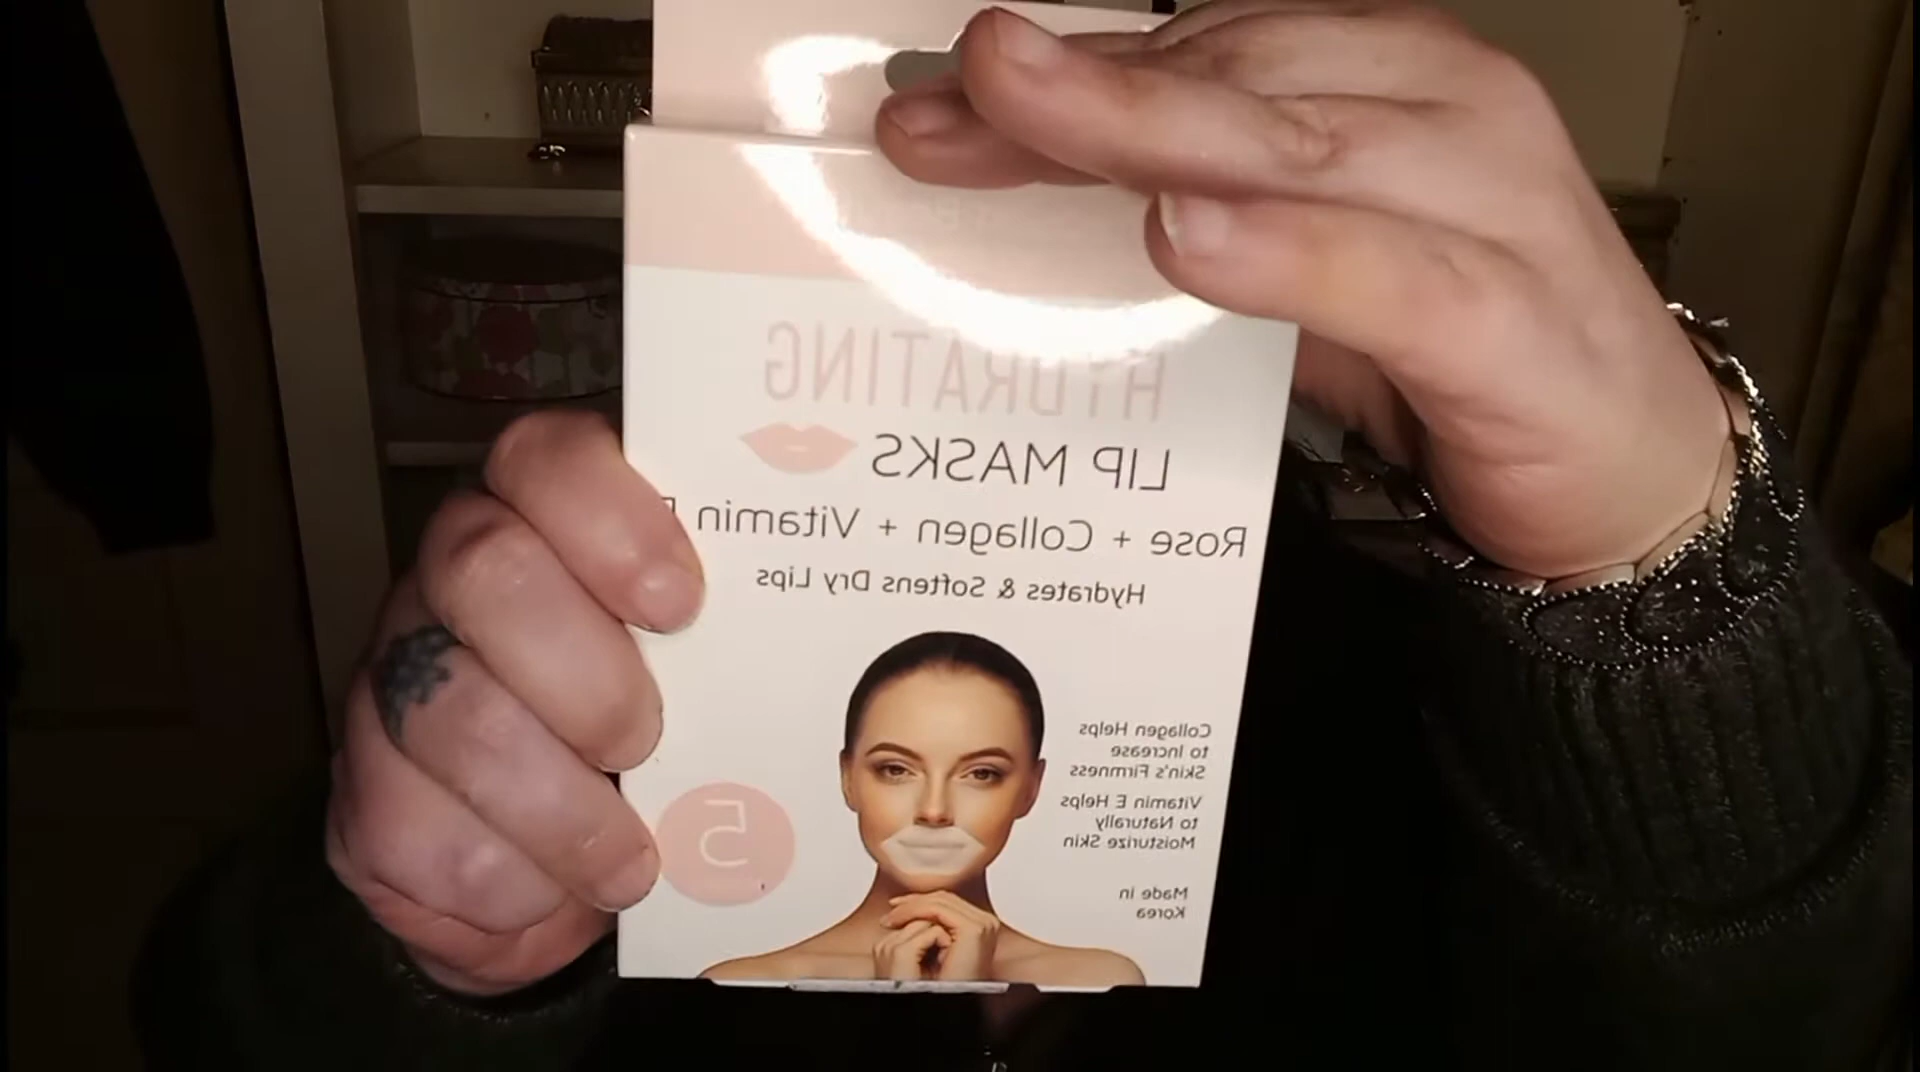 HYDRATING
LIP MASKS
Rose + Collagen + Vitamin E
Hydrates & Softens Dry Lips
Collagen Helps
to Increase
Skin's Firmness
Vitamin E Helps
to Naturally
Moisturize Skin
5
Made in
Korea